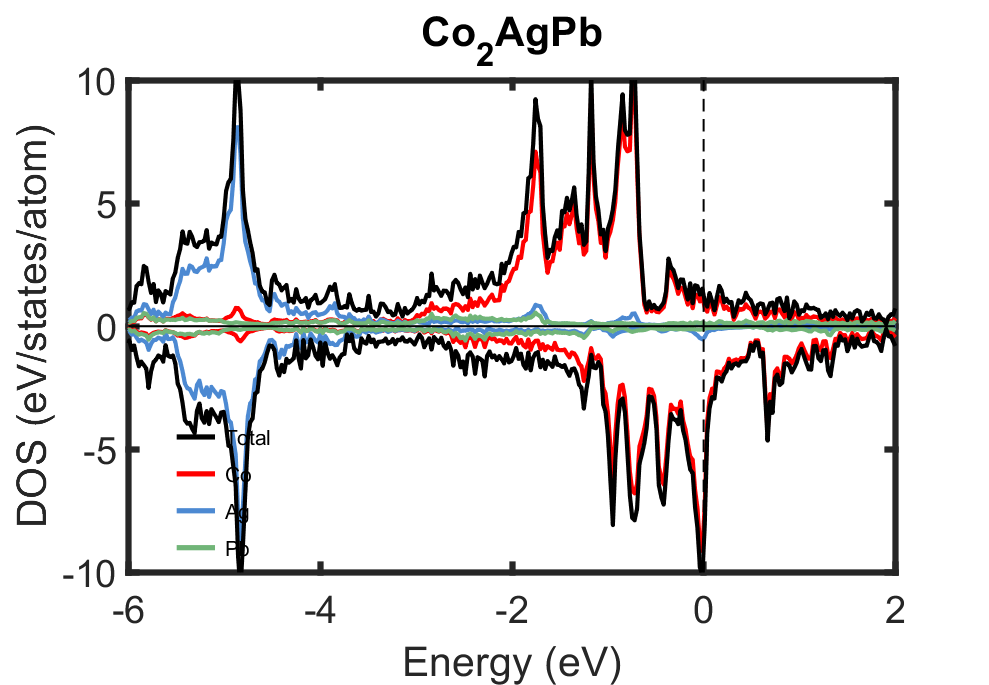 Co2AgPb
DOS (eV/states/atom)
10
5
0
-5
-10
Total
Co
Ag
Pb
-6 -4 -2 0 2
Energy (eV)